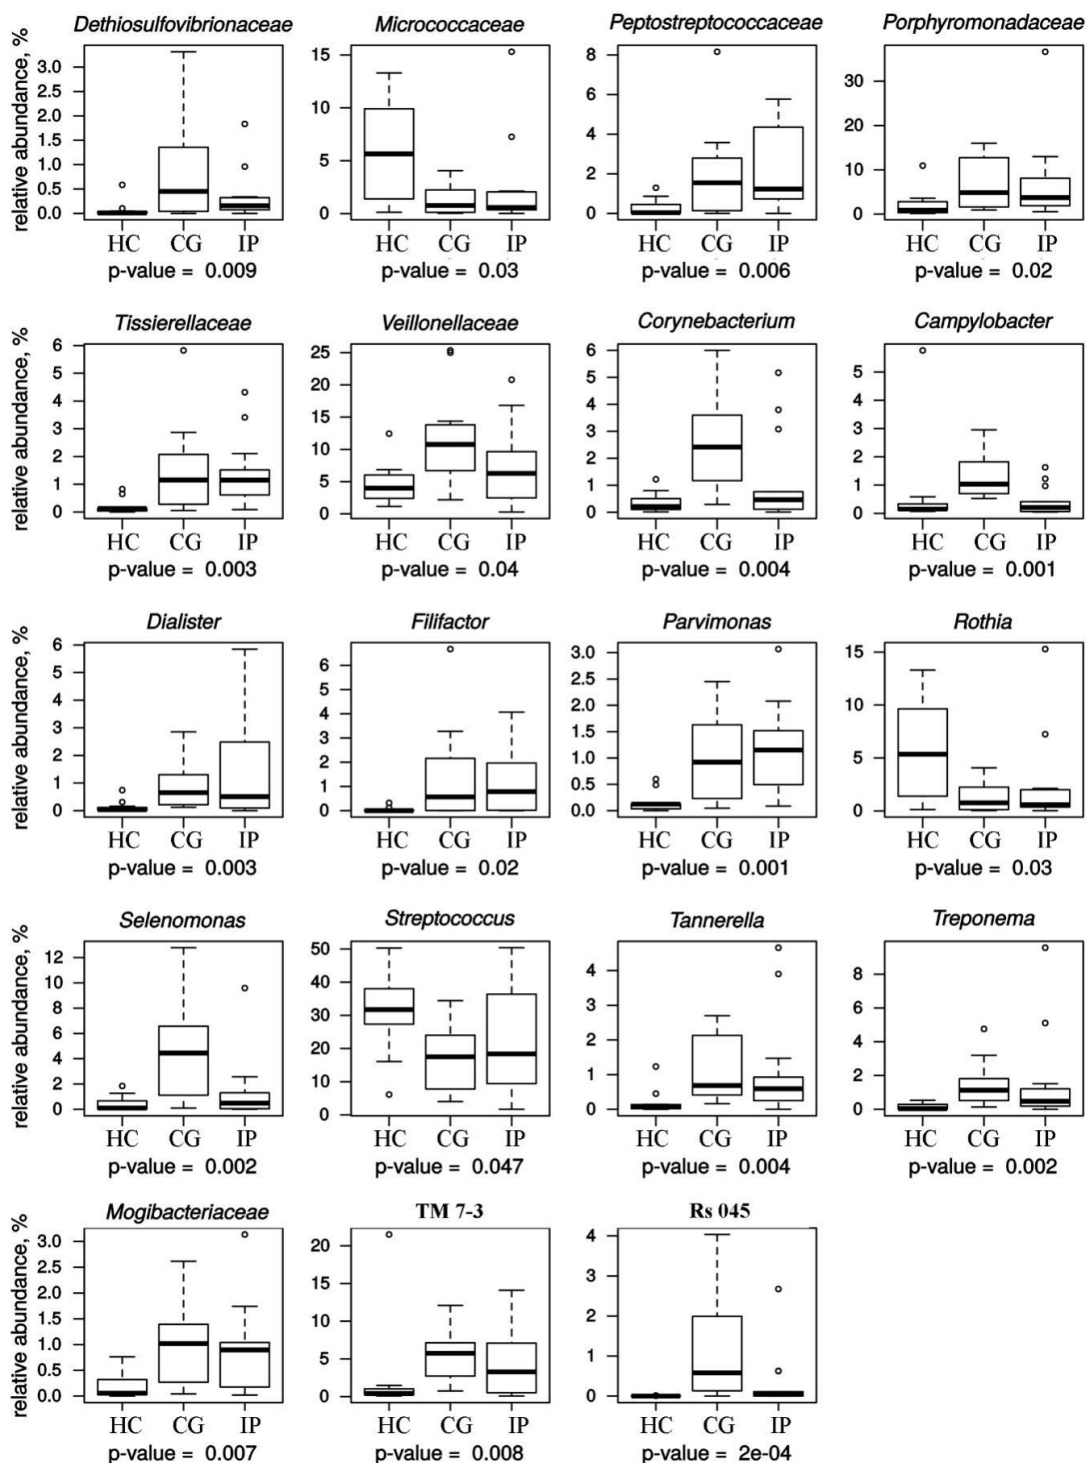 Dethiosulfovibrionaceae Micrococcaceae Peptostreptococcaceae Porphyromonadaceae
relative abundance, %
3.0 2.5 2.0 1.5 1.0 0.5 0.0
15 10 5 0
8 6 4 2 0
30 20 10 0
HC CG IP HC CG IP HC CG IP HC CG IP
p-value = 0.009 p-value = 0.03 p-value = 0.006 p-value = 0.02
Tissierellaceae Veillonellaceae Corynebacterium Campylobacter
relative abundance, %
6 5 4 3 2 1 0
25 20 15 10 5 0
6 5 4 3 2 1 0
5 4 3 2 1 0
HC CG IP HC CG IP HC CG IP HC CG IP
p-value = 0.003 p-value = 0.04 p-value = 0.004 p-value = 0.001
Dialister Filifactor Parvimonas Rothia
relative abundance, %
6 5 4 3 2 1 0
6 5 4 3 2 1 0
3.0 2.5 2.0 1.5 1.0 0.5 0.0
15 10 5 0
HC CG IP HC CG IP HC CG IP HC CG IP
p-value = 0.003 p-value = 0.02 p-value = 0.001 p-value = 0.03
Selenomonas Streptococcus Tannerella Treponema
relative abundance, %
12 10 8 6 4 2 0
50 40 30 20 10 0
4 3 2 1 0
8 6 4 2 0
HC CG IP HC CG IP HC CG IP HC CG IP
p-value = 0.002 p-value = 0.047 p-value = 0.004 p-value = 0.002
Mogibacteriaceae TM 7-3 Rs 045
relative abundance, %
3.0 2.5 2.0 1.5 1.0 0.5 0.0
20 15 10 5 0
4 3 2 1 0
HC CG IP HC CG IP HC CG IP
p-value = 0.007 p-value = 0.008 p-value = 2e-04